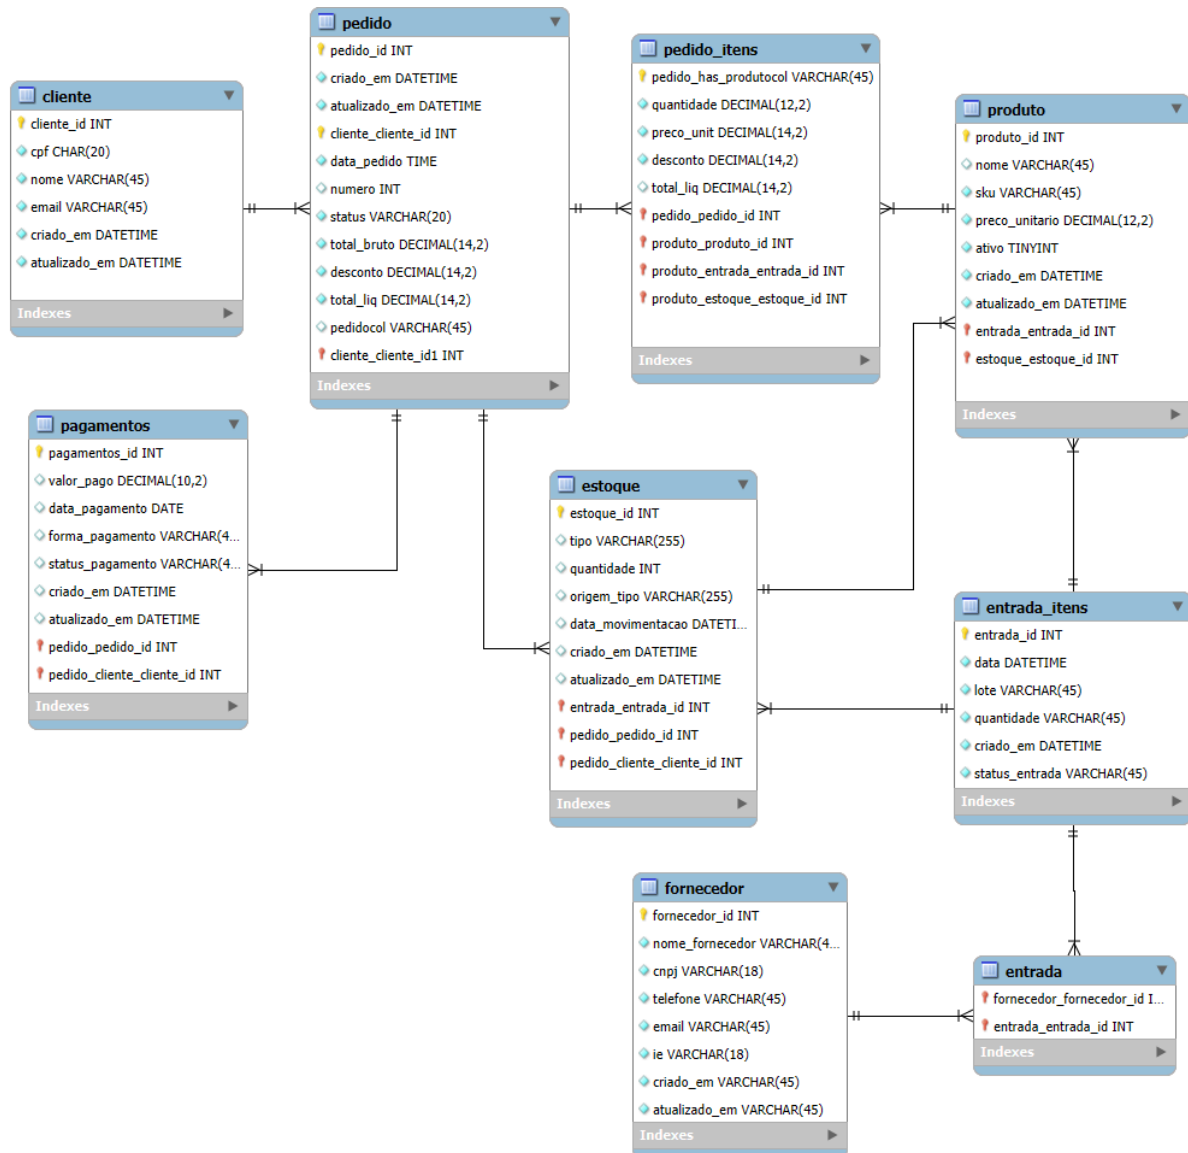 pedido
pedido_id INT
criado_em DATETIME
atualizado_em DATETIME
cliente_cliente_id INT
data_pedido TIME
numero INT
status VARCHAR(20)
total_bruto DECIMAL(14,2)
desconto DECIMAL(14,2)
total_liq DECIMAL(14,2)
pedidocol VARCHAR(45)
cliente_cliente_id1 INT
Indexes
pedido_itens
pedido_has_produtocol VARCHAR(45)
quantidade DECIMAL(12,2)
preco_unit DECIMAL(14,2)
desconto DECIMAL(14,2)
total_liq DECIMAL(14,2)
pedido_pedido_id INT
produto_produto_id INT
produto_entrada_entrada_id INT
produto_estoque_estoque_id INT
Indexes
cliente
cliente_id INT
cpf CHAR(20)
nome VARCHAR(45)
email VARCHAR(45)
criado_em DATETIME
atualizado_em DATETIME
Indexes
produto
produto_id INT
nome VARCHAR(45)
sku VARCHAR(45)
preco_unitario DECIMAL(12,2)
ativo TINYINT
criado_em DATETIME
atualizado_em DATETIME
entrada_entrada_id INT
estoque_estoque_id INT
Indexes
pagamentos
pagamentos_id INT
valor_pago DECIMAL(10,2)
data_pagamento DATE
forma_pagamento VARCHAR(4...
status_pagamento VARCHAR(4...
criado_em DATETIME
atualizado_em DATETIME
pedido_pedido_id INT
pedido_cliente_cliente_id INT
Indexes
estoque
estoque_id INT
tipo VARCHAR(255)
quantidade INT
origem_tipo VARCHAR(255)
data_movimentacao DATETI...
criado_em DATETIME
atualizado_em DATETIME
entrada_entrada_id INT
pedido_pedido_id INT
pedido_cliente_cliente_id INT
Indexes
entrada_itens
entrada_id INT
data DATETIME
lote VARCHAR(45)
quantidade VARCHAR(45)
criado_em DATETIME
status_entrada VARCHAR(45)
Indexes
fornecedor
fornecedor_id INT
nome_fornecedor VARCHAR(4...
cnpj VARCHAR(18)
telefone VARCHAR(45)
email VARCHAR(45)
ie VARCHAR(18)
criado_em VARCHAR(45)
atualizado_em VARCHAR(45)
Indexes
entrada
fornecedor_fornecedor_id I...
entrada_entrada_id INT
Indexes